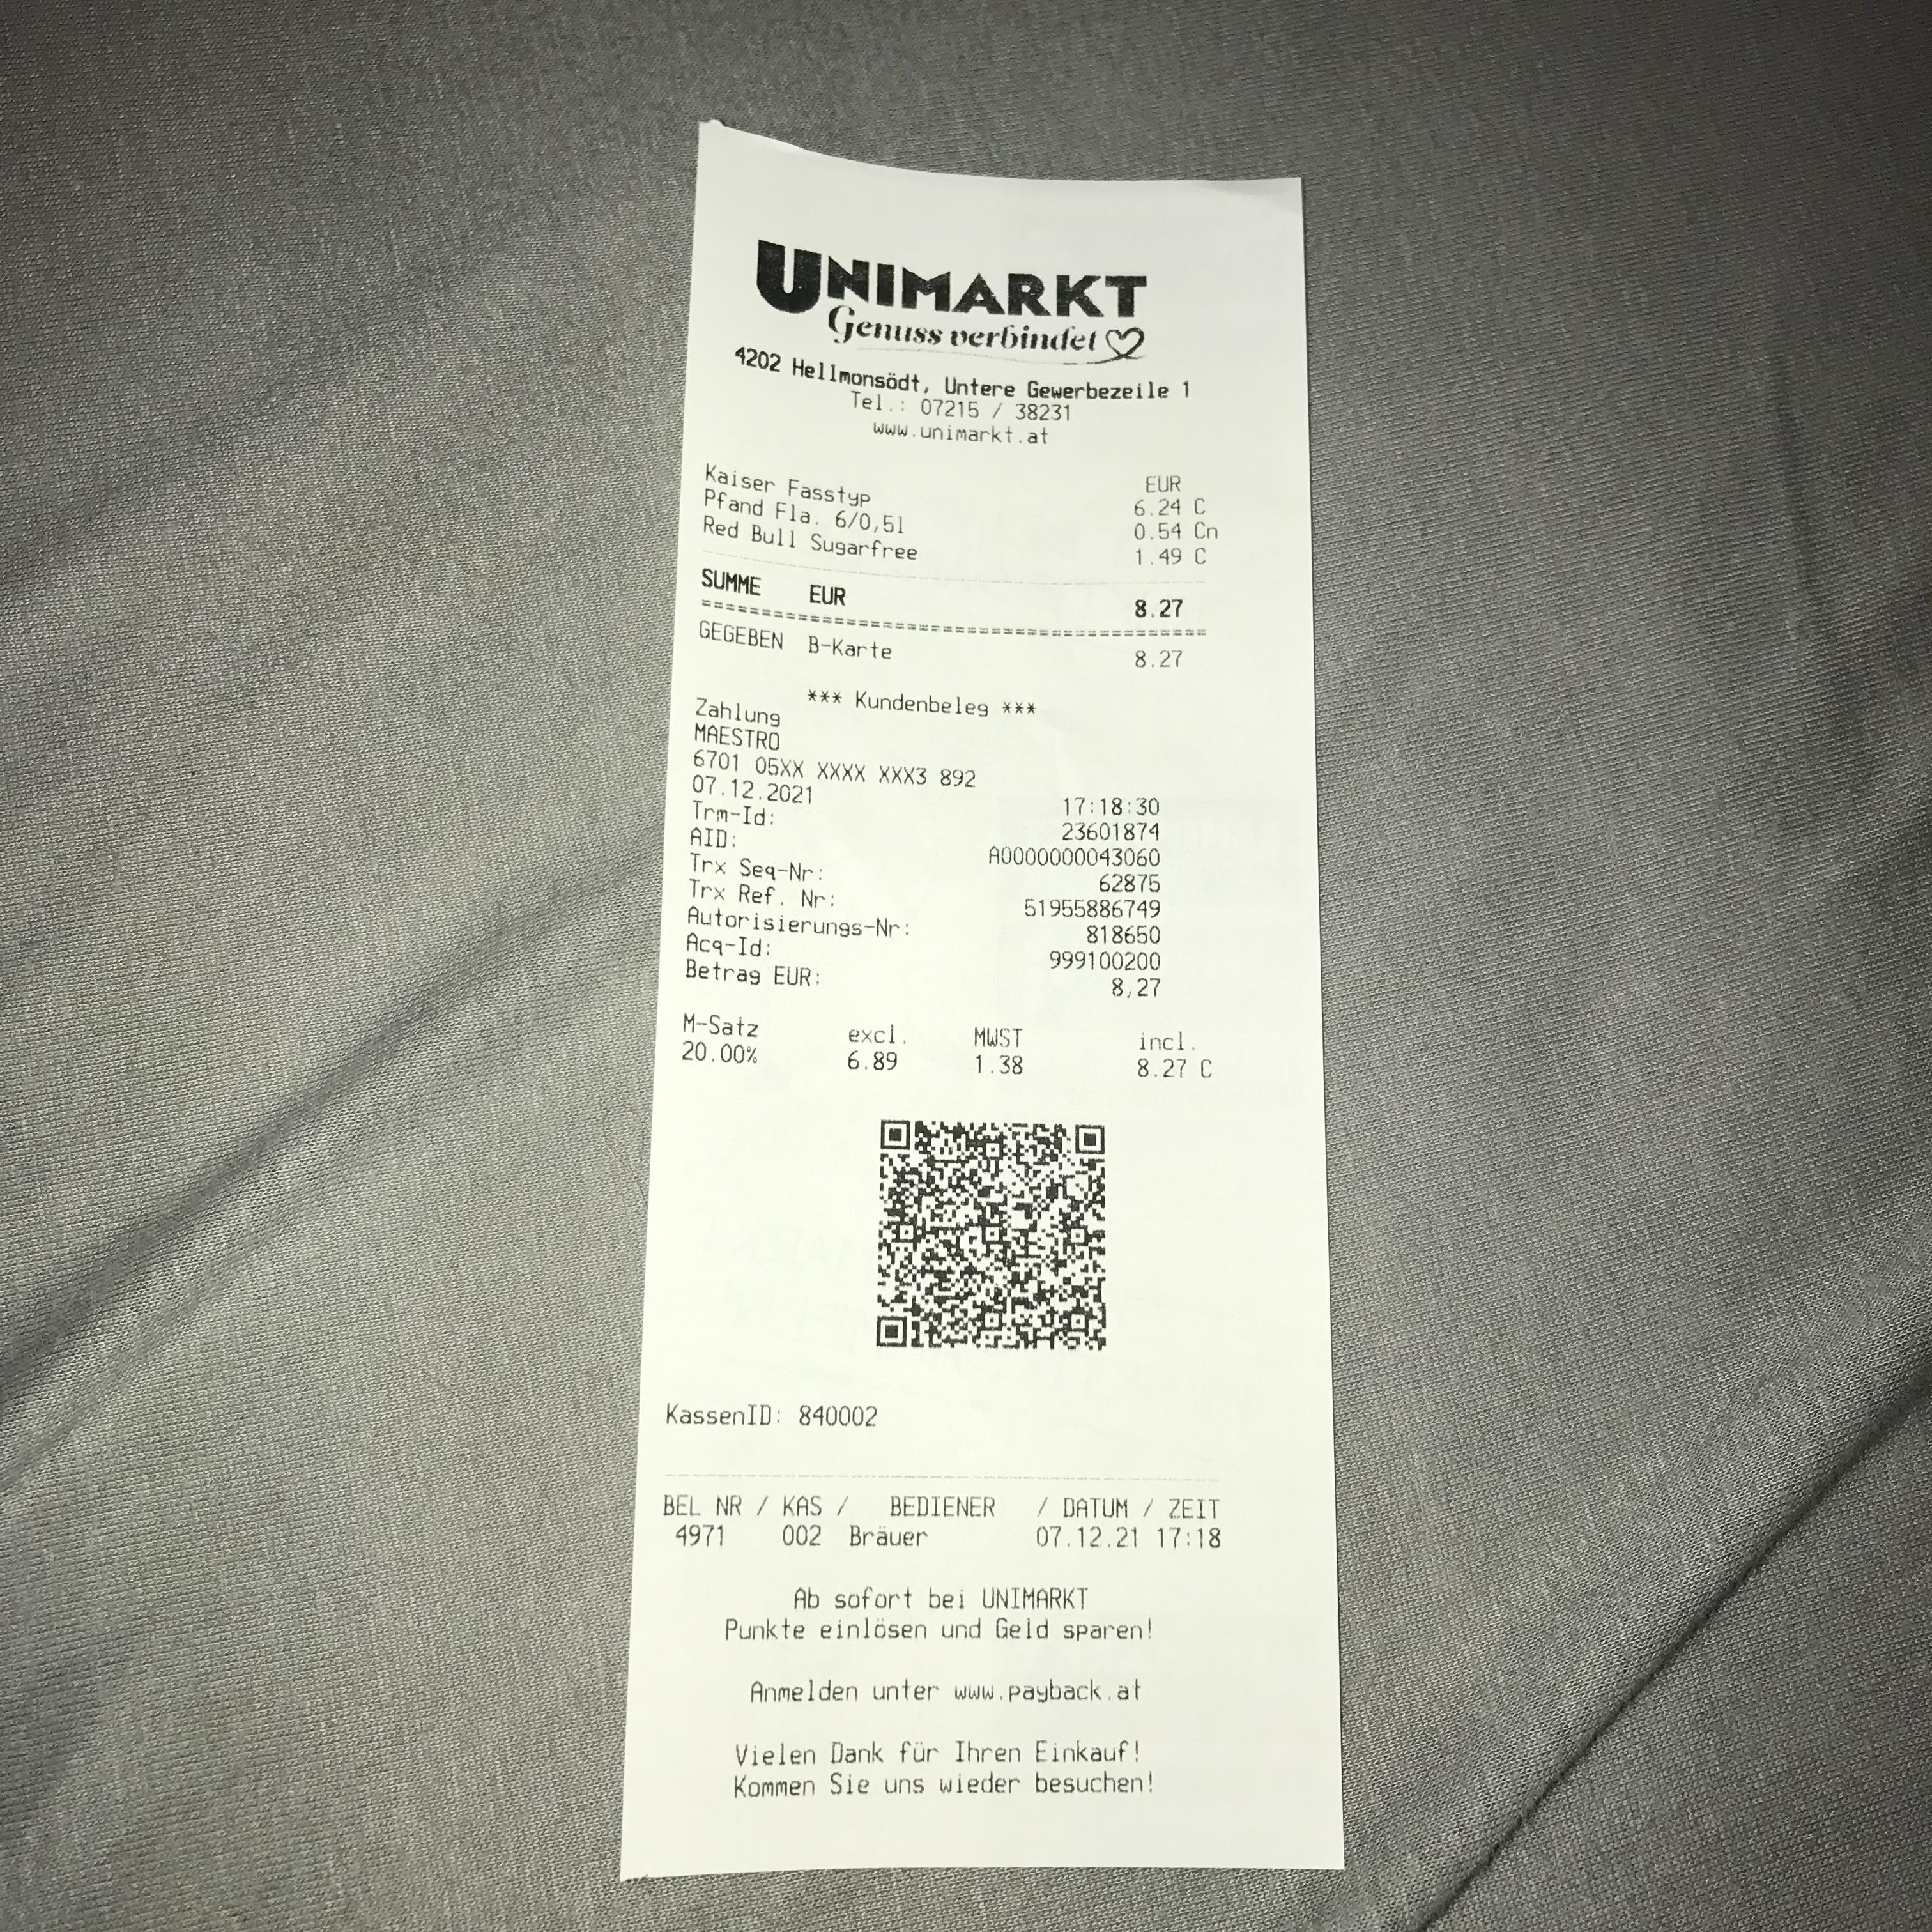 UNIMARKT
Genuss verbindet
4202 Hellmonsödt, Untere Gewerbezeile 1
Tel.: 07215 / 38231
www.unimarkt.at
EUR
Kaiser Fasstyp 6.24 C
Pfand Fla. 6/0,5l 0.54 Cn
Red Bull Sugarfree 1.49 C
SUMME EUR 8.27
GEGEBEN B-Karte 8.27
*** Kundenbeleg ***
Zahlung
MAESTRO
6701 05XX XXXX XXX3 892
07.12.2021 17:18:30
Trm-Id: 23601874
AID: A0000000043060
Trx Seq-Nr: 62875
Trx Ref. Nr: 51955886749
Autorisierungs-Nr: 818650
Acq-Id: 999100200
Betrag EUR: 8,27
M-Satz excl. MWST incl.
20.00% 6.89 1.38 8.27 C
KassenID: 840002
BEL NR / KAS / BEDIENER / DATUM / ZEIT
4971 002 Bräuer 07.12.21 17:18
Ab sofort bei UNIMARKT
Punkte einlösen und Geld sparen!
Anmelden unter www.payback.at
Vielen Dank für Ihren Einkauf!
Kommen Sie uns wieder besuchen!